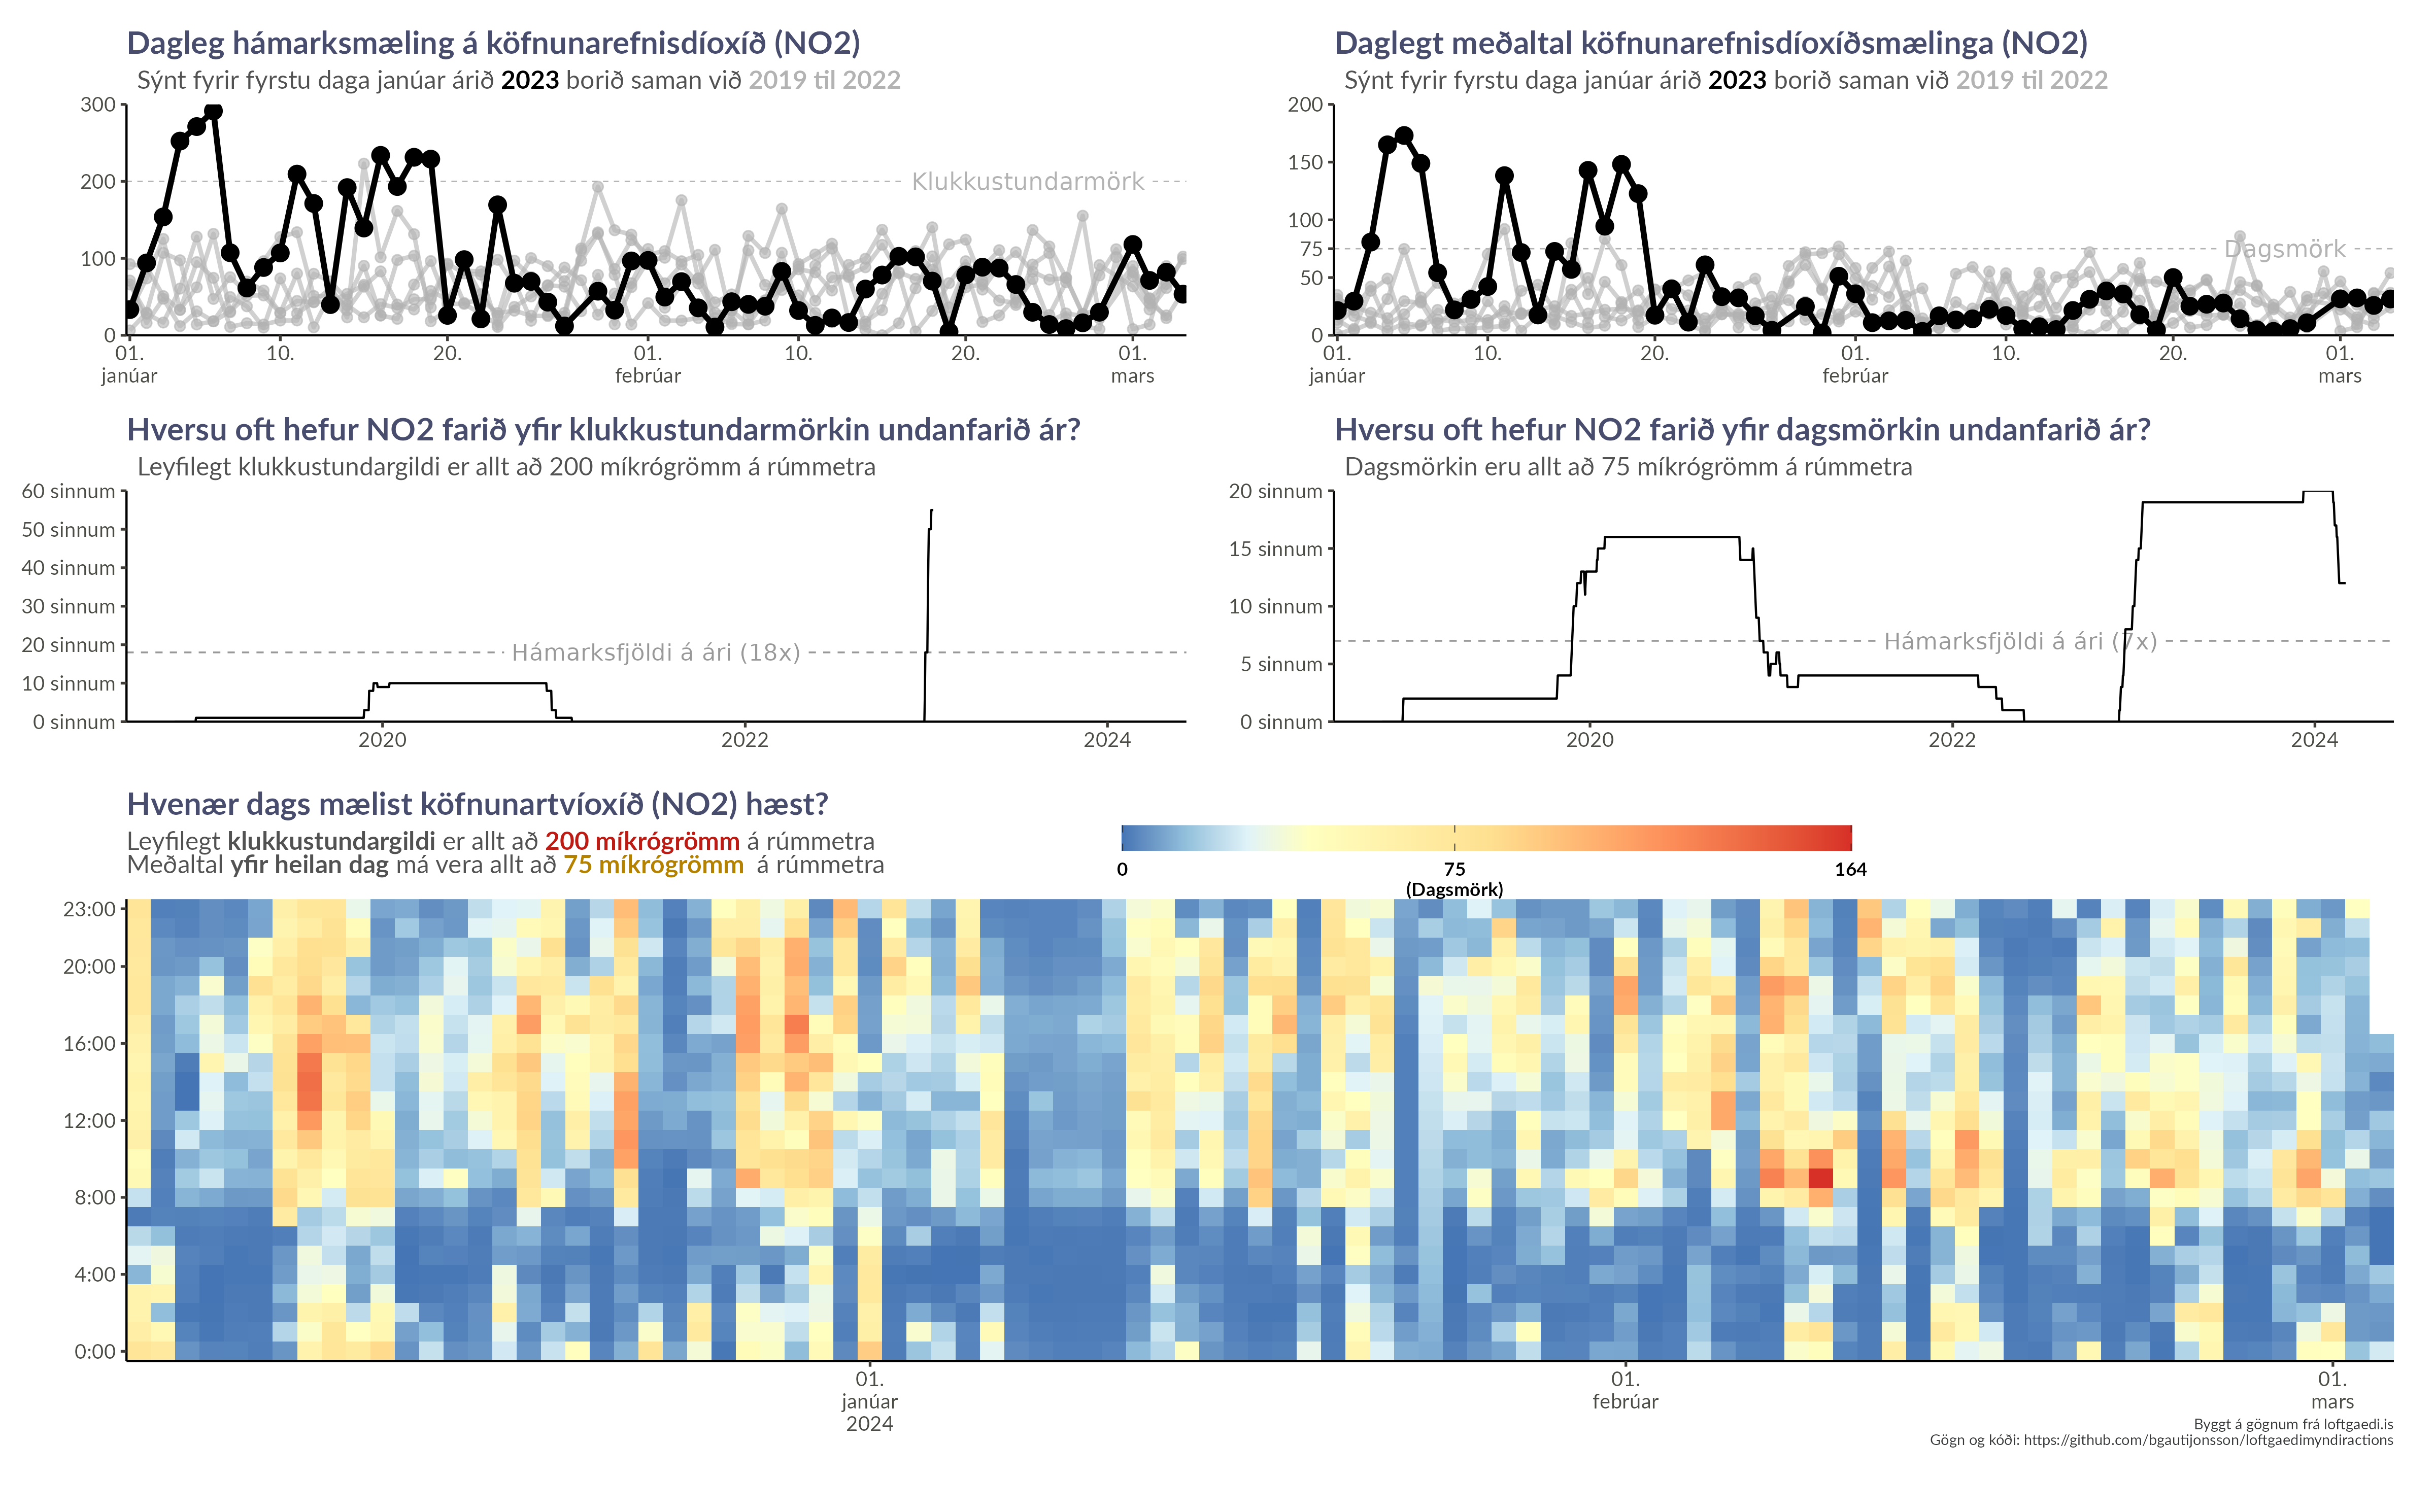 Dagleg hámarksmæling á köfnunarefnisdíoxíð (NO2)
Sýnt fyrir fyrstu daga janúar árið 2023 borið saman við 2019 til 2022
300
200
100
0
Klukkustundarmörk
01.
janúar
10.
20.
01.
febrúar
10.
20.
01.
mars
Daglegt meðaltal köfnunarefnisdíoxíðsmælinga (NO2)
Sýnt fyrir fyrstu daga janúar árið 2023 borið saman við 2019 til 2022
200
150
100
75
50
0
Dagsmörk
01.
janúar
10.
20.
01.
febrúar
10.
20.
01.
mars
Hversu oft hefur NO2 farið yfir klukkustundarmörkin undanfarið ár?
Leyfilegt klukkustundargildi er allt að 200 míkrógrömm á rúmmetra
60 sinnum
50 sinnum
40 sinnum
30 sinnum
20 sinnum
10 sinnum
0 sinnum
Hámarksfjöldi á ári (18x)
2020
2022
2024
Hversu oft hefur NO2 farið yfir dagsmörkin undanfarið ár?
Dagsmörkin eru allt að 75 míkrógrömm á rúmmetra
20 sinnum
15 sinnum
10 sinnum
5 sinnum
0 sinnum
Hámarksfjöldi á ári (7x)
2020
2022
2024
Hvenær dags mælist köfnunartvíoxíð (NO2) hæst?
Leyfilegt klukkustundargildi er allt að 200 míkrógrömm á rúmmetra
Meðaltal yfir heilan dag má vera allt að 75 míkrógrömm á rúmmetra
0
75
(Dagsmörk)
164
23:00
20:00
16:00
12:00
8:00
4:00
0:00
01.
janúar
2024
01.
febrúar
01.
mars
Byggt á gögnum frá loftgaedi.is
Gögn og kóði: https://github.com/bgautijonsson/loftgaedimyndiractions